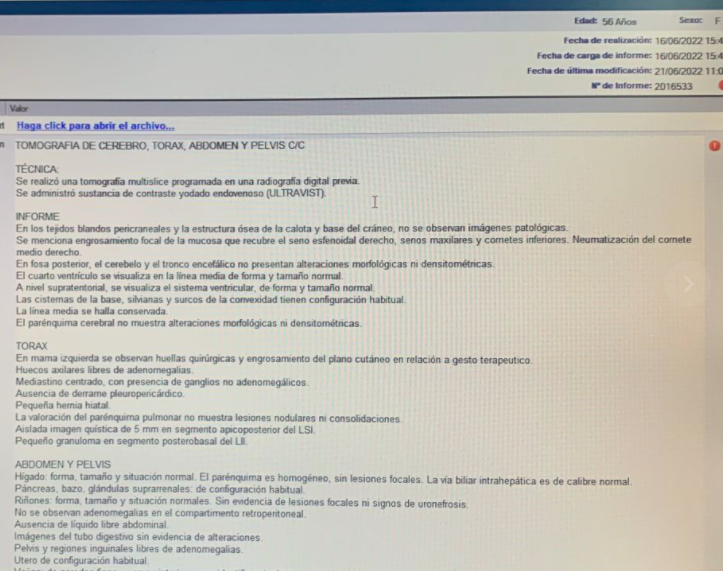 Edad: 56 Años Sexo: F
Fecha de realización: 16/06/2022 15:4
Fecha de carga de informe: 16/06/2022 15:4
Fecha de última modificación: 21/06/2022 11:0
Nº de Informe: 2016533
Valor
Haga click para abrir el archivo...
TOMOGRAFIA DE CEREBRO, TORAX, ABDOMEN Y PELVIS C/C
TÉCNICA:
Se realizó una tomografía multislice programada en una radiografía digital previa.
Se administró sustancia de contraste yodado endovenoso (ULTRAVIST).
INFORME
En los tejidos blandos pericraneales y la estructura ósea de la calota y base del cráneo, no se observan imágenes patológicas.
Se menciona engrosamiento focal de la mucosa que recubre el seno esfenoidal derecho, senos maxilares y cornetes inferiores. Neumatización del cornete
medio derecho.
En fosa posterior, el cerebelo y el tronco encefálico no presentan alteraciones morfológicas ni densitométricas.
El cuarto ventrículo se visualiza en la línea media de forma y tamaño normal.
A nivel supratentorial, se visualiza el sistema ventricular, de forma y tamaño normal.
Las cisternas de la base, silvianas y surcos de la convexidad tienen configuración habitual.
La línea media se halla conservada.
El parénquima cerebral no muestra alteraciones morfológicas ni densitométricas.
TORAX
En mama izquierda se observan huellas quirúrgicas y engrosamiento del plano cutáneo en relación a gesto terapeutico.
Huecos axilares libres de adenomegalias.
Mediastino centrado, con presencia de ganglios no adenomegálicos.
Ausencia de derrame pleuropericárdico.
Pequeña hernia hiatal.
La valoración del parénquima pulmonar no muestra lesiones nodulares ni consolidaciones.
Aislada imagen quística de 5 mm en segmento apicoposterior del LSI.
Pequeño granuloma en segmento posterobasal del LII.
ABDOMEN Y PELVIS
Hígado: forma, tamaño y situación normal. El parénquima es homogéneo, sin lesiones focales. La vía biliar intrahepática es de calibre normal.
Páncreas, bazo, glándulas suprarrenales: de configuración habitual.
Riñones: forma, tamaño y situación normales. Sin evidencia de lesiones focales ni signos de uronefrosis.
No se observan adenomegalias en el compartimento retroperitoneal.
Ausencia de líquido libre abdominal.
Imágenes del tubo digestivo sin evidencia de alteraciones.
Pelvis y regiones inguinales libres de adenomegalias.
Utero de configuración habitual.